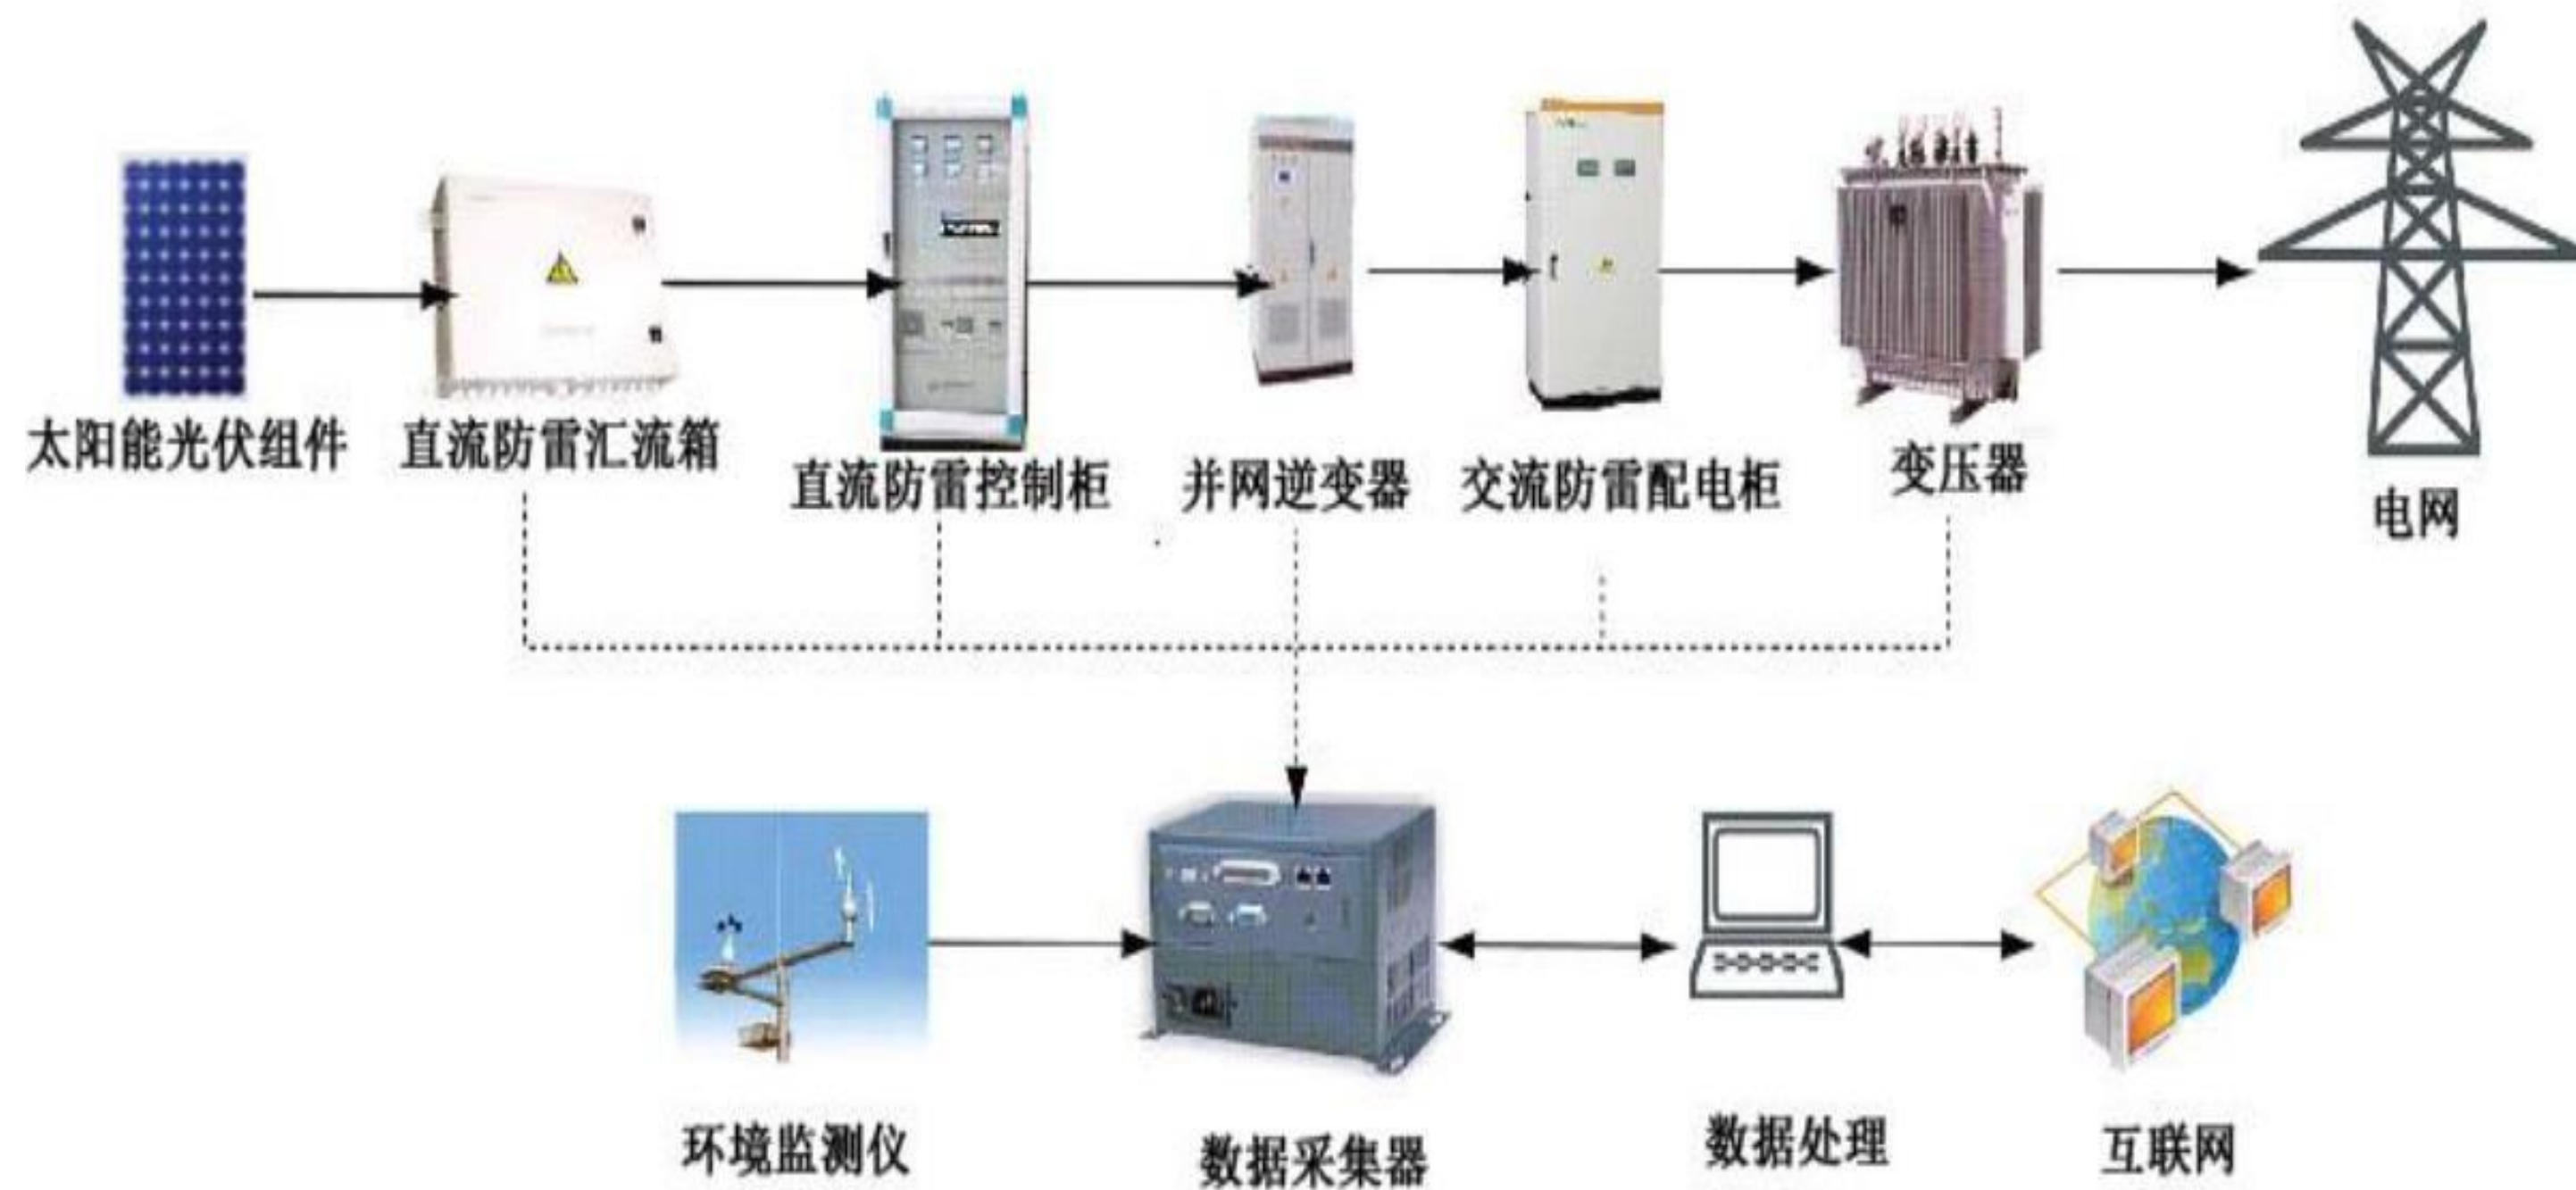 太阳能光伏组件
直流防雷汇流箱
直流防雷控制柜
并网逆变器
交流防雷配电柜
变压器
电网
环境监测仪
数据采集器
数据处理
互联网